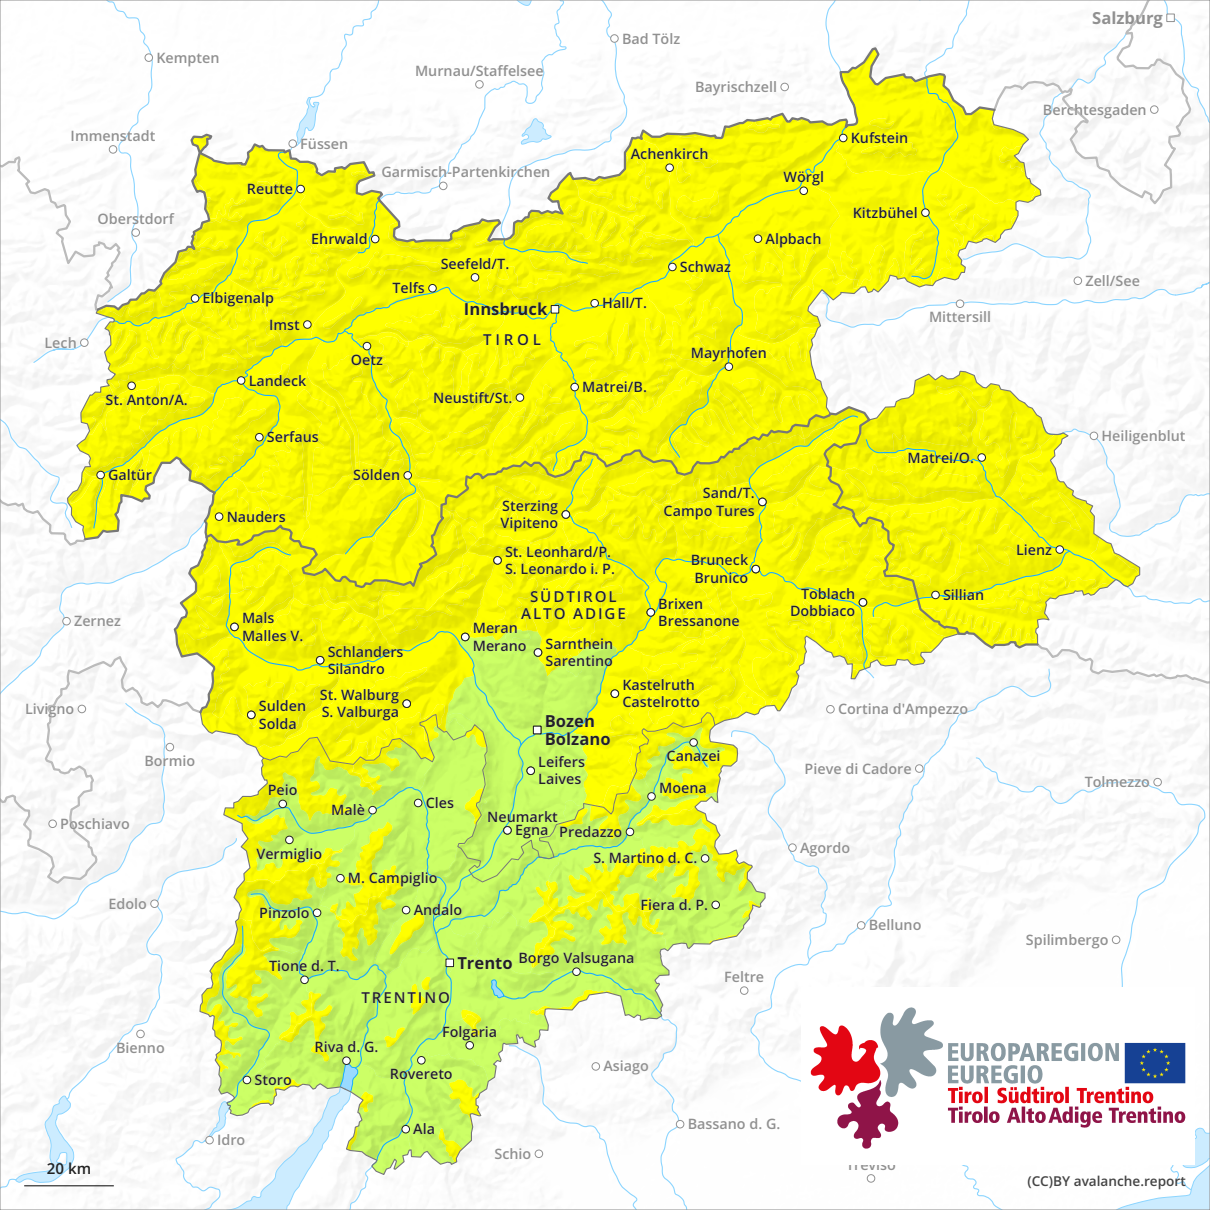 Salzburg
Bad Tölz
Kempten
Murnau/Staffelsee
Bayrischzell
Berchtesgaden
Immenstadt
Füssen
Kufstein
Achenkirch
Garmisch-Partenkirchen
Wörgl
Reutte
Oberstdorf
Kitzbühel
Ehrwald
Alpbach
Seefeld/T.
Schwaz
Zell/See
Telfs
Elbigenalp
Hall/T.
Innsbruck
Mittersill
Imst
TIROL
Lech
Oetz
Mayrhofen
Landeck
Matrei/B.
St. Anton/A.
Neustift/St.
Serfaus
Heiligenblut
Matrei/O.
Galtür
Sölden
Sand/T.
Campo Tures
Sterzing
Vipiteno
Nauders
Lienz
St. Leonhard/P.
S. Leonardo i. P.
Bruneck
Brunico
SÜDTIROL
ALTO ADIGE
Toblach
Dobbiaco
Sillian
Brixen
Bressanone
Zernez
Mals
Malles V.
Meran
Merano
Sarnthein
Sarentino
Schlanders
Silandro
Kastelruth
Castelrotto
St. Walburg
S. Valburga
Livigno
Sulden
Solda
Cortina d'Ampezzo
Bozen
Bolzano
Bormio
Canazei
Leifers
Laives
Pieve di Cadore
Tolmezzo
Peio
Moena
Malè
Cles
Neumarkt
Egna
Poschiavo
Predazzo
Vermiglio
Agordo
S. Martino d. C.
M. Campiglio
Edolo
Pinzolo
Andalo
Fiera d. P.
Belluno
Spilimbergo
Borgo Valsugana
Trento
Tione d. T.
Feltre
TRENTINO
Folgaria
Bienno
Riva d. G.
Rovereto
Asiago
Storo
EUROPAREGION
EUREGIO
Tirol Südtirol Trentino
Tirolo Alto Adige Trentino
Bassano d. G.
Ala
Idro
Schio
Treviso
20 km
(CC)BY avalanche.report